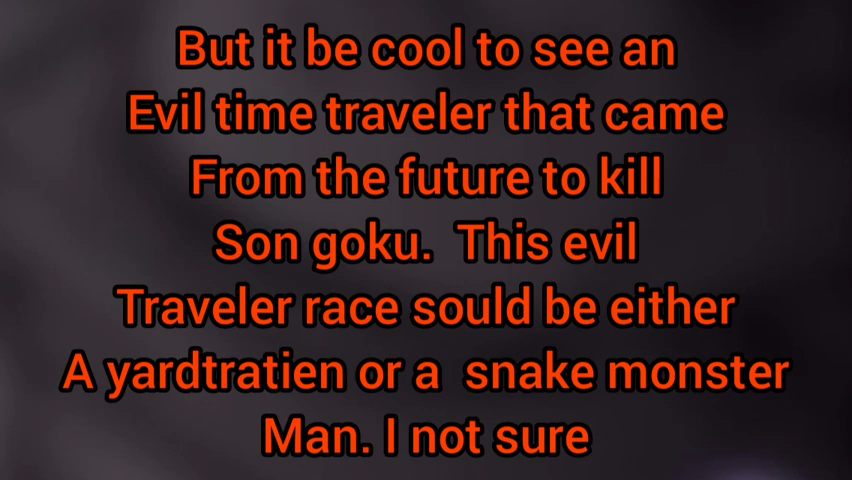 But it be cool to see an
Evil time traveler that came
From the future to kill
Son goku. This evil
Traveler race sould be either
A yardtratien or a snake monster
Man. I not sure